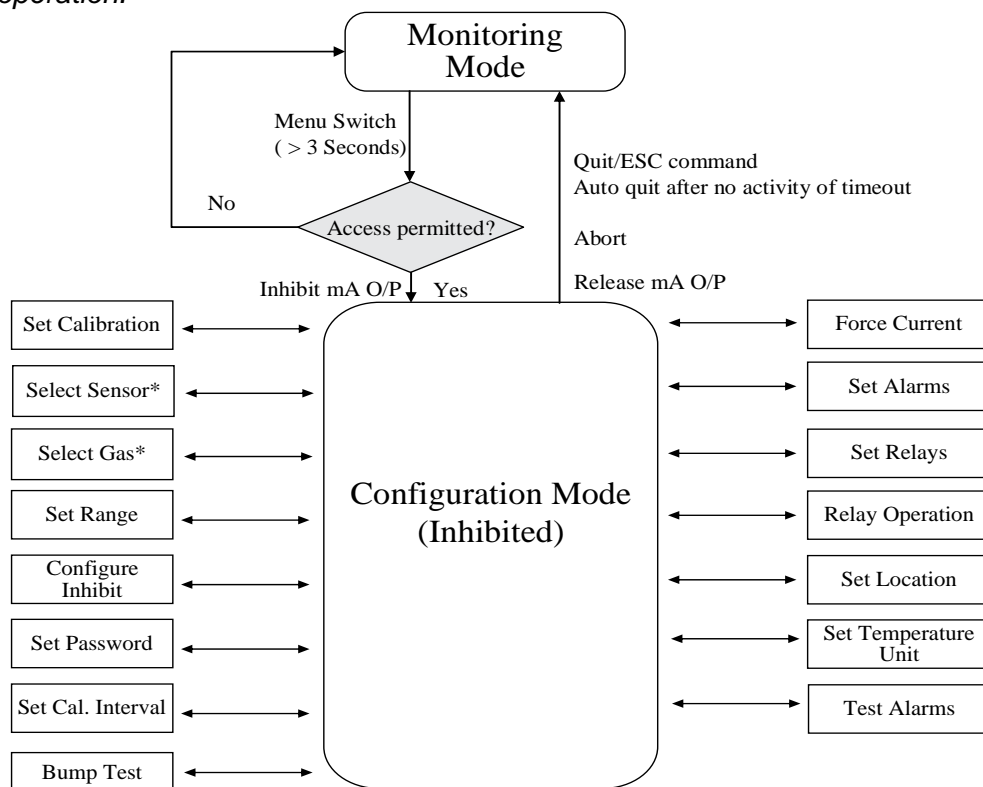 operation.
Monitoring
Mode
Menu Switch
( > 3 Seconds)
Quit/ESC command
Auto quit after no activity of timeout
No
Access permitted?
Abort
Inhibit mA O/P
Yes
Release mA O/P
Set Calibration
Select Sensor*
Select Gas*
Set Range
Configure
Inhibit
Set Password
Set Cal. Interval
Bump Test
Configuration Mode
(Inhibited)
Force Current
Set Alarms
Set Relays
Relay Operation
Set Location
Set Temperature
Unit
Test Alarms